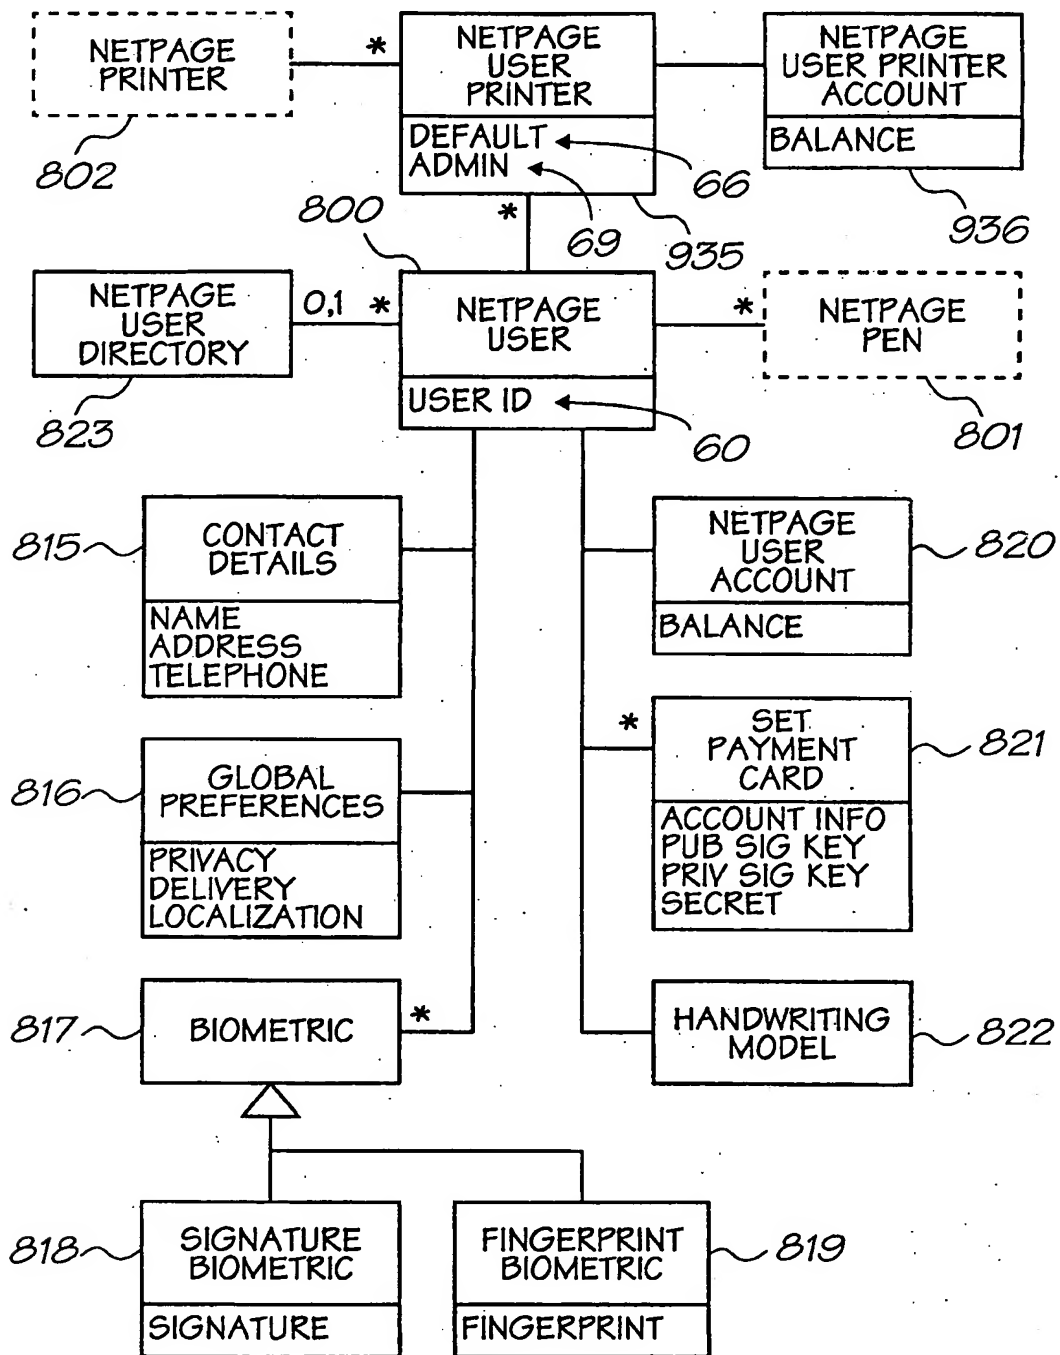 NETPAGE
PRINTER
802
*
NETPAGE
USER
PRINTER
DEFAULT
ADMIN
66
69
935
NETPAGE
USER PRINTER
ACCOUNT
BALANCE
936
*
800
NETPAGE
USER
DIRECTORY
823
0,1
*
NETPAGE
USER
USER ID
60
*
NETPAGE
PEN
801
815
CONTACT
DETAILS
NAME
ADDRESS
TELEPHONE
NETPAGE
USER
ACCOUNT
BALANCE
820
816
GLOBAL
PREFERENCES
PRIVACY
DELIVERY
LOCALIZATION
*
SET
PAYMENT
CARD
ACCOUNT INFO
PUB SIG KEY
PRIV SIG KEY
SECRET
821
817
BIOMETRIC
*
HANDWRITING
MODEL
822
818
SIGNATURE
BIOMETRIC
SIGNATURE
FINGERPRINT
BIOMETRIC
FINGERPRINT
819